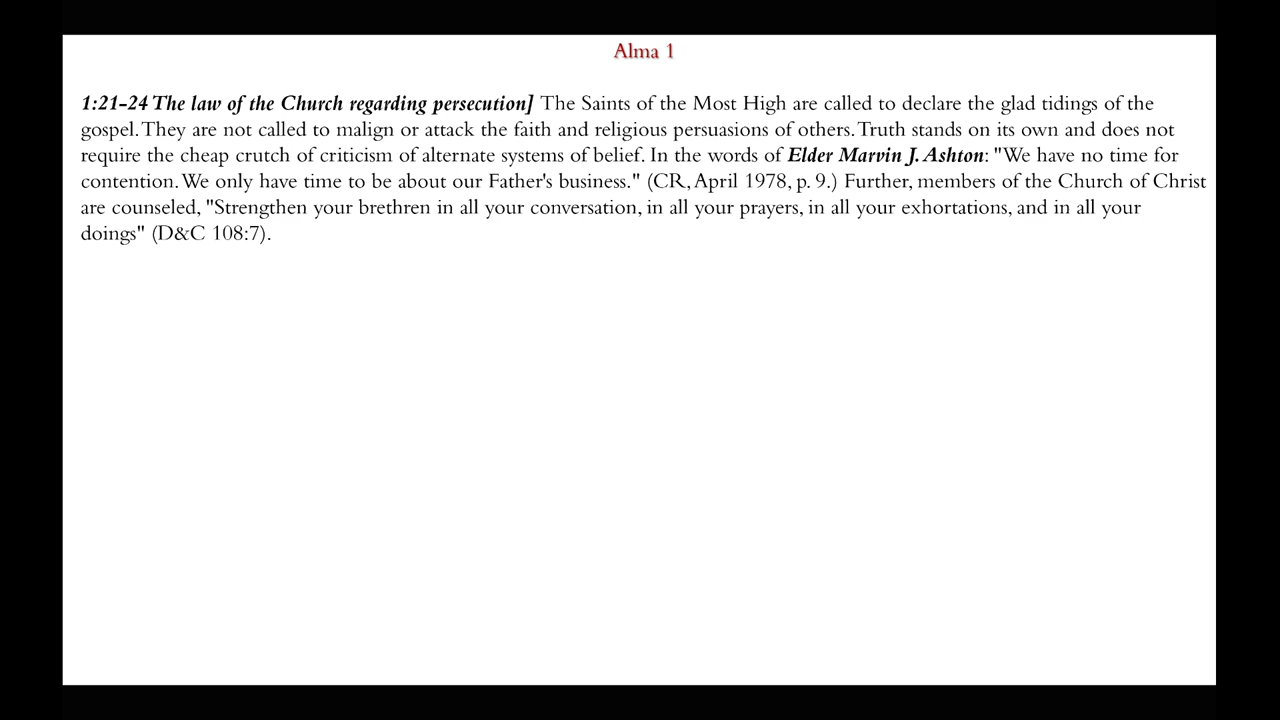 Alma 1
1:21-24 The law of the Church regarding persecution] The Saints of the Most High are called to declare the glad tidings of the
gospel. They are not called to malign or attack the faith and religious persuasions of others. Truth stands on its own and does not
require the cheap crutch of criticism of alternate systems of belief. In the words of Elder Marvin J. Ashton: "We have no time for
contention. We only have time to be about our Father's business." (CR, April 1978, p. 9.) Further, members of the Church of Christ
are counseled, "Strengthen your brethren in all your conversation, in all your prayers, in all your exhortations, and in all your
doings" (D&C 108:7).